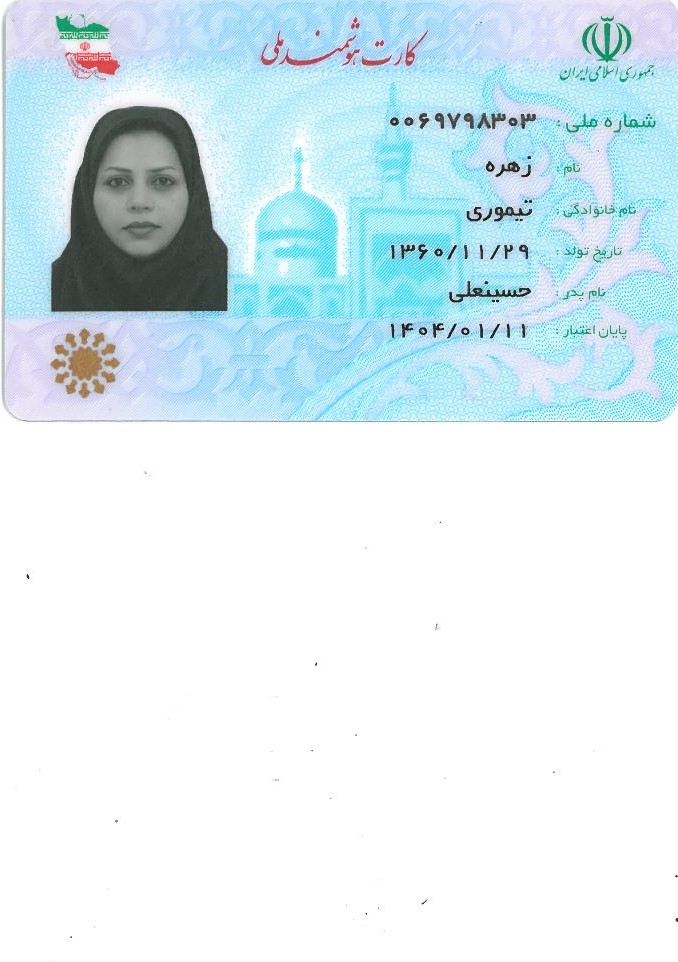 کارت هوشمند ملی
جمهوری اسلامی ایران
شماره ملی : ۰۰۶۹۷۹۸۳۰۳
نام : زهره
نام خانوادگی : تیموری
تاریخ تولد : ۱۳۶۰/۱۱/۲۹
نام پدر : حسینعلی
پایان اعتبار : ۱۴۰۴/۰۱/۱۱